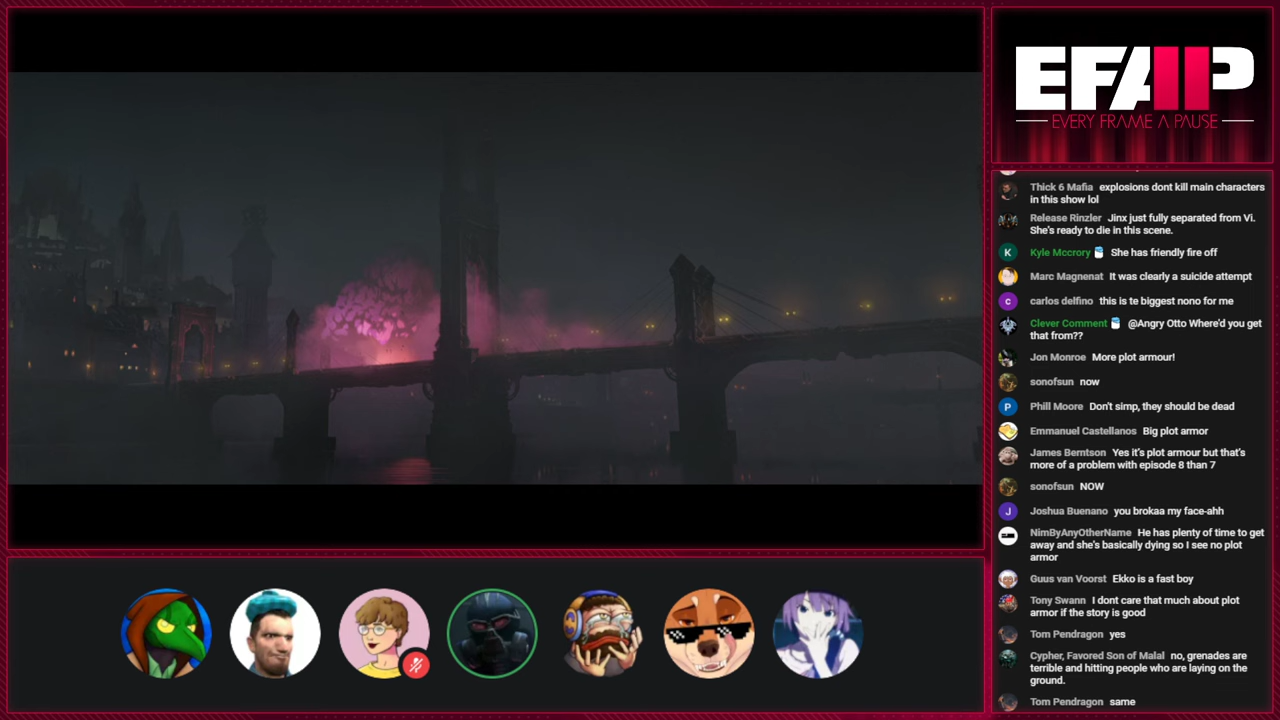 EFAP
EVERY FRAME A PAUSE
Thick 6 Mafia explosions dont kill main characters
in this show lol
Release Rinzler Jinx just fully separated from Vi.
She's ready to die in this scene.
K Kyle Mccrory She has friendly fire off
Marc Magnenat It was clearly a suicide attempt
c carlos delfino this is te biggest nono for me
Clever Comment @Angry Otto Where'd you get
that from??
Jon Monroe More plot armour!
sonofsun now
P Phill Moore Don't simp, they should be dead
Emmanuel Castellanos Big plot armor
James Berntson Yes it's plot armour but that's
more of a problem with episode 8 than 7
sonofsun NOW
J Joshua Buenano you brokaa my face-ahh
NimByAnyOtherName He has plenty of time to get
away and she's basically dying so I see no plot
armor
Guus van Voorst Ekko is a fast boy
Tony Swann I dont care that much about plot
armor if the story is good
Tom Pendragon yes
Cypher, Favored Son of Malal no, grenades are
terrible and hitting people who are laying on the
ground.
Tom Pendragon same